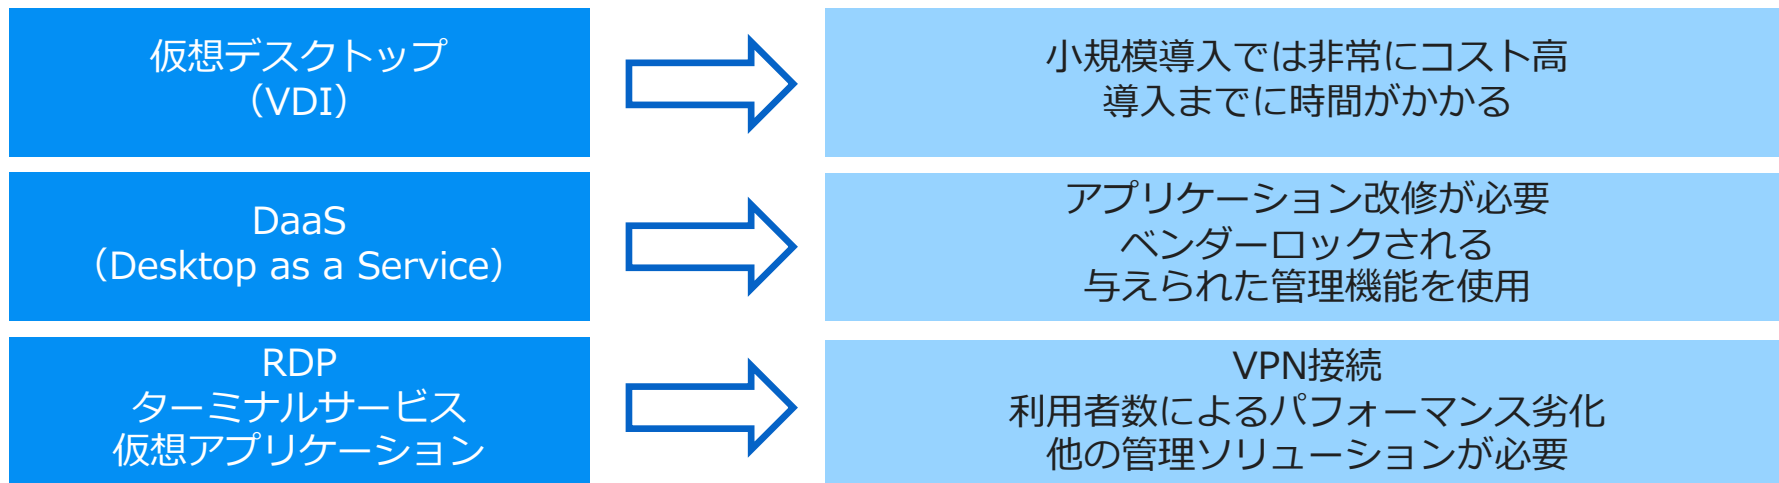 仮想デスクトップ
（VDI）
小規模導入では非常にコスト高
導入までに時間がかかる
DaaS
（Desktop as a Service）
アプリケーション改修が必要
ベンダーロックされる
与えられた管理機能を使用
RDP
ターミナルサービス
仮想アプリケーション
VPN接続
利用者数によるパフォーマンス劣化
他の管理ソリューションが必要